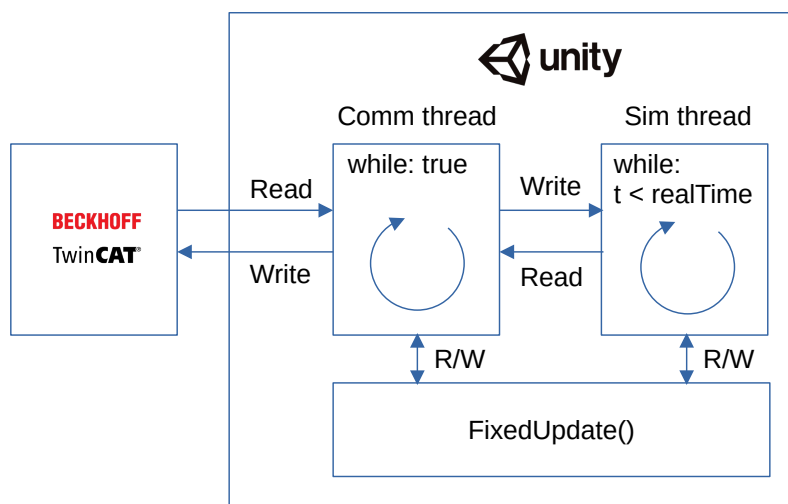 unity
Comm thread
Sim thread
while: true
while:
t < realTime
Read
Write
BECKHOFF
TwinCAT®
Write
Read
R/W
R/W
FixedUpdate()